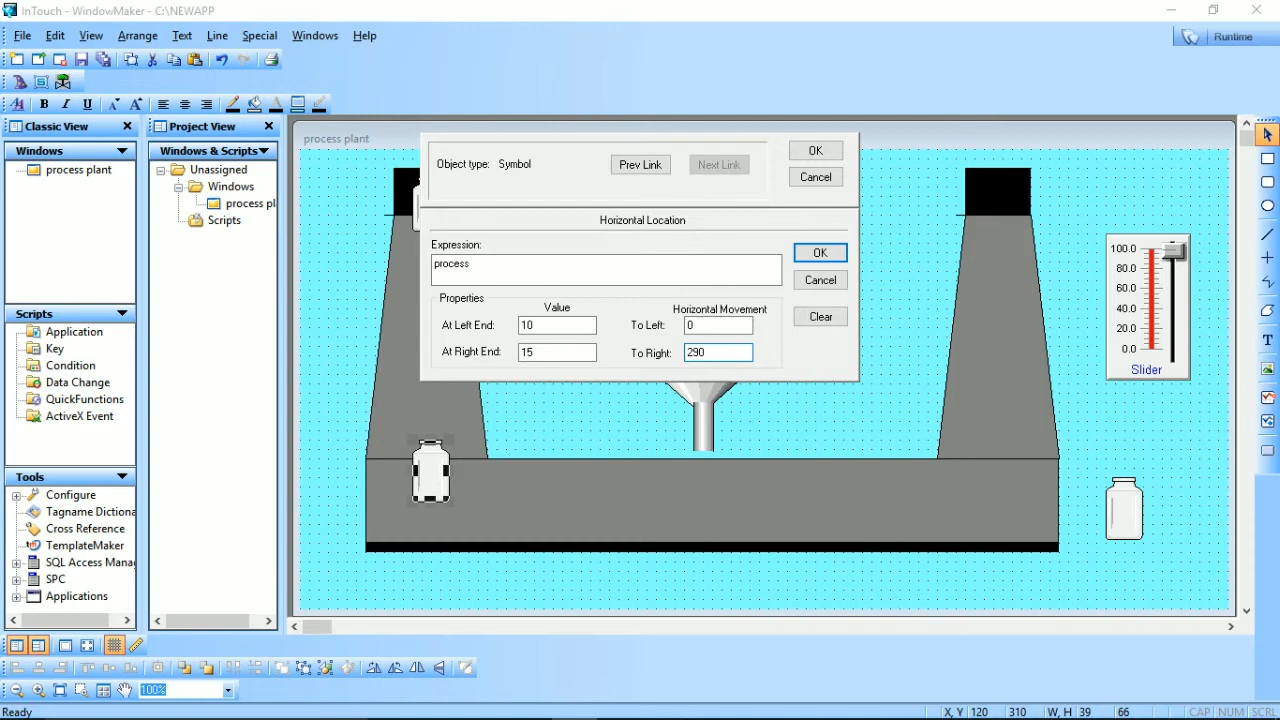 InTouch - WindowMaker - C:\NEWAPP
File Edit View Arrange Text Line Special Windows Help
Runtime
B I U
Classic View
Project View
process plant
Windows
process plant
Windows & Scripts
Unassigned
Windows
process pl
Scripts
Object type: Symbol
Prev Link
Next Link
OK
Cancel
Horizontal Location
Expression:
process
OK
Cancel
Clear
Properties
Value
Horizontal Movement
At Left End: 10 To Left: 0
At Right End: 15 To Right: 290
100.0
80.0
60.0
40.0
20.0
0.0
Slider
Scripts
Application
Key
Condition
Data Change
QuickFunctions
ActiveX Event
Tools
Configure
Tagname Dictiona
Cross Reference
TemplateMaker
SQL Access Mana
SPC
Applications
100%
Ready
X, Y 120 310 W, H 39 66 CAP NUM SCRL